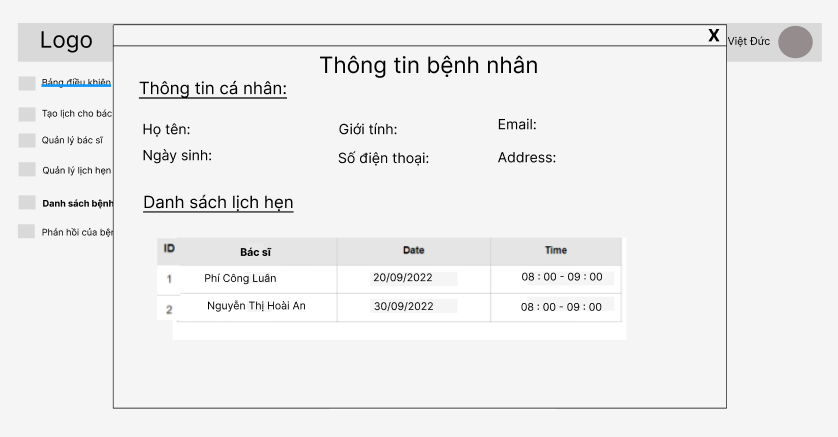 Logo
X
Việt Đức
Thông tin bệnh nhân
Bảng điều khiên
Thông tin cá nhân:
Tạo lịch cho bác
Họ tên:
Giới tính:
Email:
Quản lý bác sĩ
Ngày sinh:
Số điện thoại:
Address:
Quản lý lịch hẹn
Danh sách bệnh
Danh sách lịch hẹn
Phản hồi của
ID
Bác sĩ
Date
Time
1
Phí Công Luân
20/09/2022
08 : 00 - 09 : 00
2
Nguyễn Thị Hoài An
30/09/2022
08 : 00 - 09 : 00